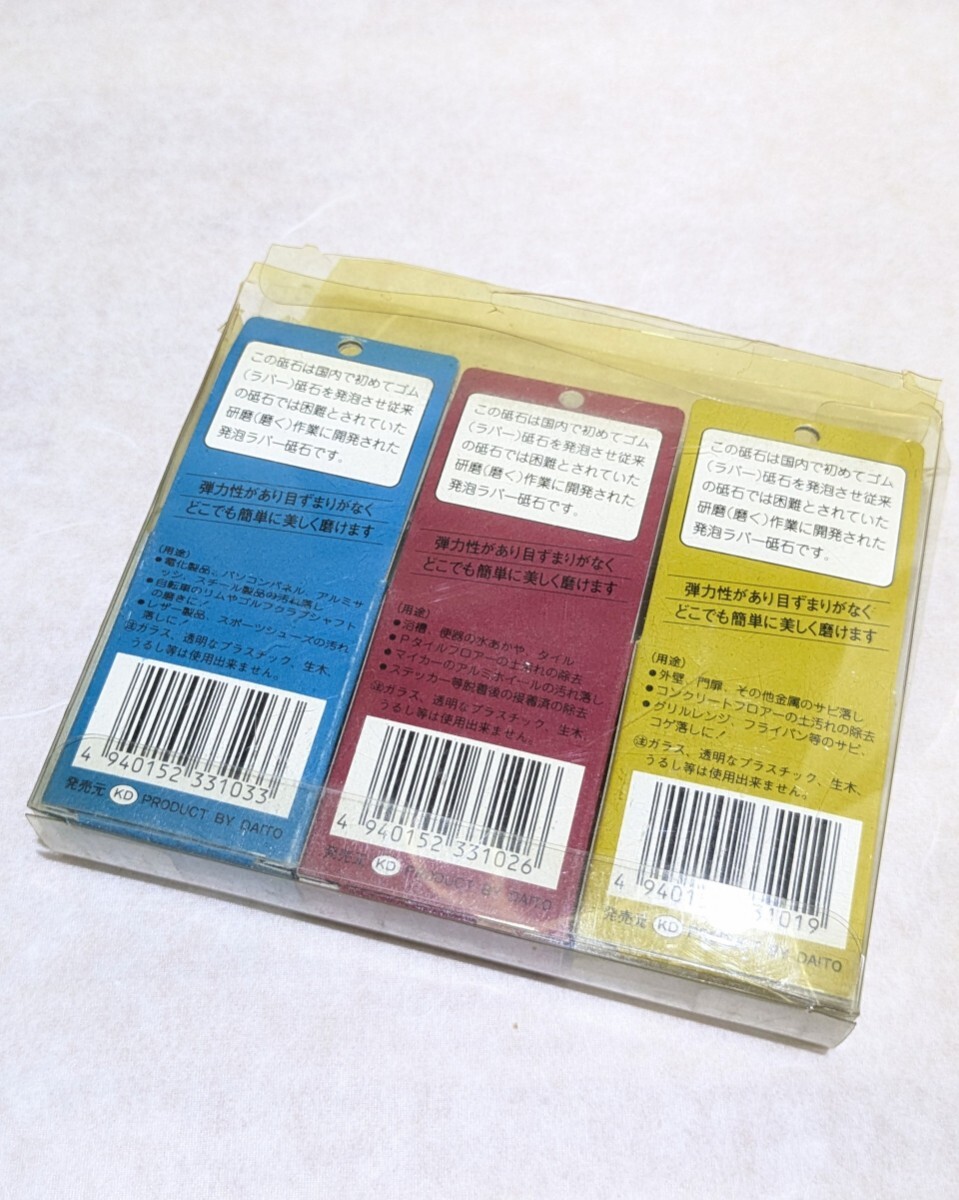 この砥石は国内で初めてゴム
(ラバー)砥石を発泡させ従来
の砥石では困難とされていた
研磨(磨く)作業に開発された
発泡ラバー砥石です。
弾力性があり目ずまりがなく
どこでも簡単に美しく磨けます
(用途)
●電化製品、パソコンパネル、アルミサ
ッシ、スチール製品の汚れ落し
●自転車のリムやゴルフクラブシャフト
の磨きに!
●レザー製品、スポーツシューズの汚れ
落しに!
㊟ガラス、透明なプラスチック、生木、
うるし等は使用出来ません。
4 940152 331033
発売元 KD PRODUCT BY DAITO
この砥石は国内で初めてゴム
(ラバー)砥石を発泡させ従来
の砥石では困難とされていた
研磨(磨く)作業に開発された
発泡ラバー砥石です。
弾力性があり目ずまりがなく
どこでも簡単に美しく磨けます
(用途)
●浴槽、便器の水あかや、タイル
●Pタイルフロアーの土汚れの除去
●マイカーのアルミホイールの汚れ落し
●ステッカー等脱着後の接着済の除去
㊟ガラス、透明なプラスチック、生木、
うるし等は使用出来ません。
4 940152 331026
発売元 KD PRODUCT BY DAITO
この砥石は国内で初めてゴム
(ラバー)砥石を発泡させ従来
の砥石では困難とされていた
研磨(磨く)作業に開発された
発泡ラバー砥石です。
弾力性があり目ずまりがなく
どこでも簡単に美しく磨けます
(用途)
●外壁、門扉、その他金属のサビ落し
●コンクリートフロアーの土汚れの除去
●グリルレンジ、フライパン等のサビ、
コゲ落しに!
㊟ガラス、透明なプラスチック、生木、
うるし等は使用出来ません。
4 9401 31019
発売元 KD PRODUCT BY DAITO